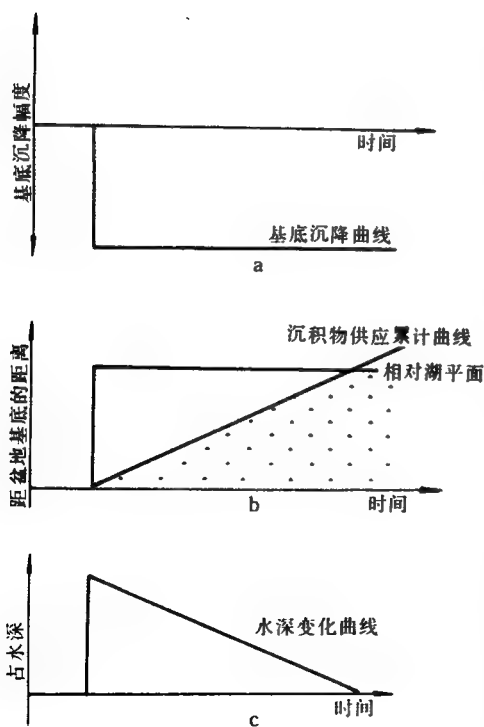 基底沉降幅度
时间
基底沉降曲线
a
沉积物供应累计曲线
相对湖平面
距盆地基底的距离
b
时间
占水深
水深变化曲线
时间
c